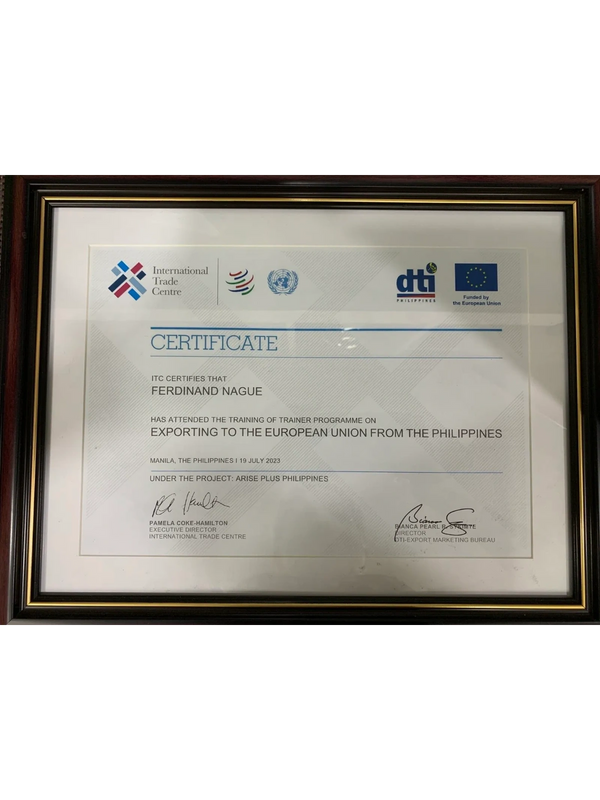 International
Trade
Centre
dti
PHILIPPINES
Funded by
the European Union
CERTIFICATE
ITC CERTIFIES THAT
FERDINAND NAGUE
HAS ATTENDED THE TRAINING OF TRAINER PROGRAMME ON
EXPORTING TO THE EUROPEAN UNION FROM THE PHILIPPINES
MANILA, THE PHILIPPINES I 19 JULY 2023
UNDER THE PROJECT: ARISE PLUS PHILIPPINES
PAMELA COKE-HAMILTON
EXECUTIVE DIRECTOR
INTERNATIONAL TRADE CENTRE
BIANCA PEARL R. SYKIMTE
DIRECTOR
DTI-EXPORT MARKETING BUREAU